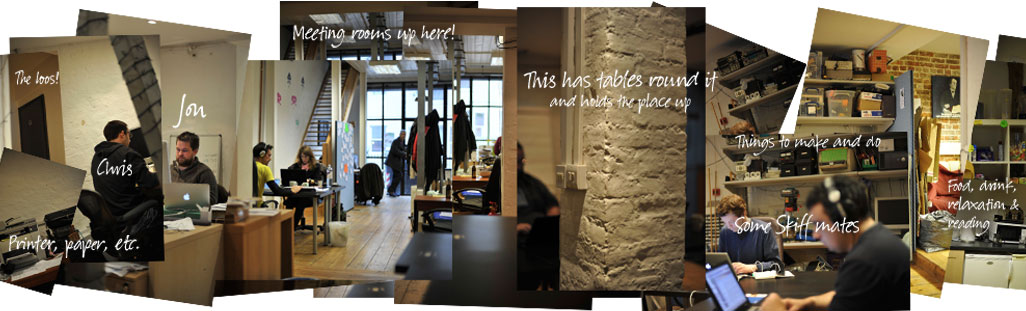 The loos!
Jon
Chris
Printer, paper, etc.
Meeting rooms up here!
This has tables round it
and holds the place up
Things to make and do
Some Skiff mates
Food, drink,
relaxation &
reading